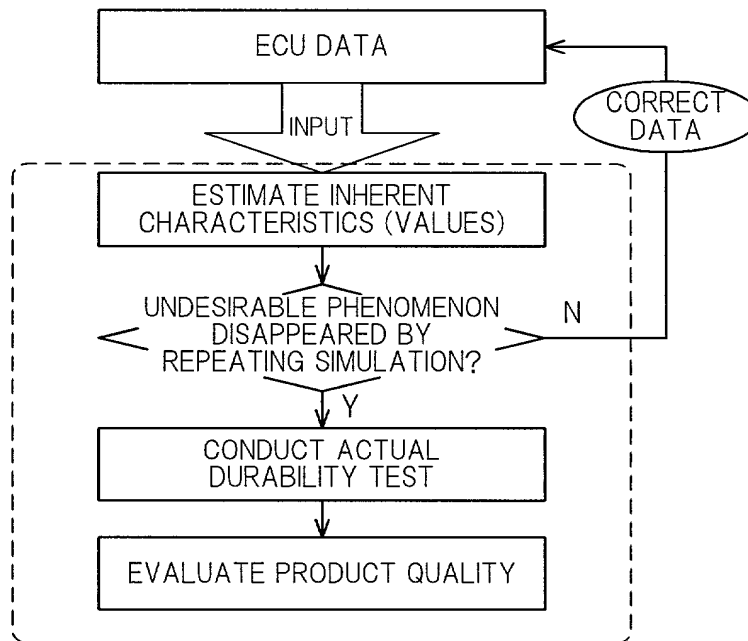 ECU DATA
CORRECT
DATA
INPUT
ESTIMATE INHERENT
CHARACTERISTICS (VALUES)
UNDESIRABLE PHENOMENON
DISAPPEARED BY
REPEATING SIMULATION?
N
Y
CONDUCT ACTUAL
DURABILITY TEST
EVALUATE PRODUCT QUALITY